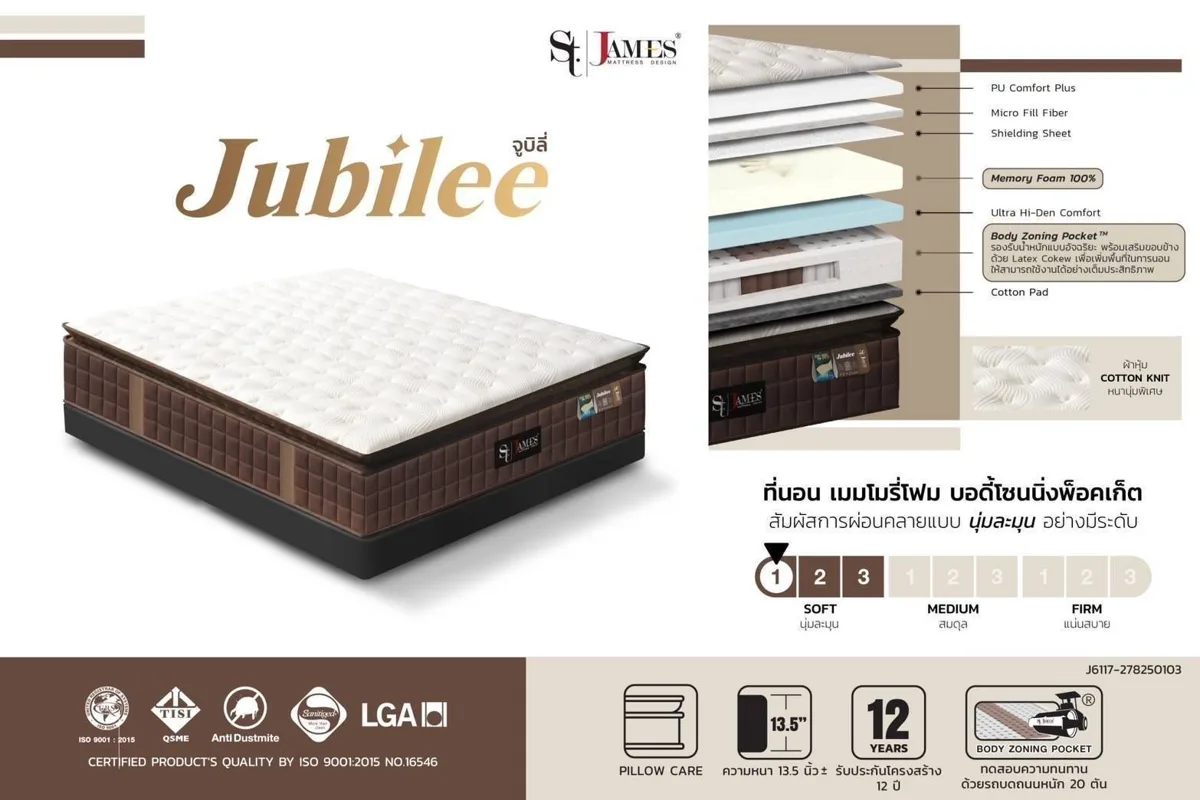 St. JAMES®
MATTRESS DESIGN
Jubilee
จูบิลี่
PU Comfort Plus
Micro Fill Fiber
Shielding Sheet
Memory Foam 100%
Ultra Hi-Den Comfort
Body Zoning Pocket™
รองรับน้ำหนักแบบอัจฉริยะ พร้อมเสริมขอบข้าง
ด้วย Latex Cokew เพื่อเพิ่มพื้นที่ในการนอน
ให้สามารถใช้งานได้อย่างเต็มประสิทธิภาพ
Cotton Pad
Jubilee
St. JAMES
Jubilee
St. JAMES
ผ้าหุ้ม
COTTON KNIT
หนานุ่มพิเศษ
ที่นอน เมมโมรี่โฟม บอดี้โซนนิ่งพ็อคเก็ต
สัมผัสการผ่อนคลายแบบ นุ่มละมุน อย่างมีระดับ
1 2 3 1 2 3 1 2 3
SOFT MEDIUM FIRM
นุ่มละมุน สมดุล แน่นสบาย
J6117-278250103
ISO 9001 : 2015
TISI
QSME
Anti Dustmite
Sanitized
LGA
CERTIFIED PRODUCT'S QUALITY BY ISO 9001:2015 NO.16546
PILLOW CARE
13.5"
ความหนา 13.5 นิ้ว±
12
YEARS
รับประกันโครงสร้าง
12 ปี
®
BODY ZONING POCKET
ทดสอบความทนทาน
ด้วยรถบดถนนหนัก 20 ตัน